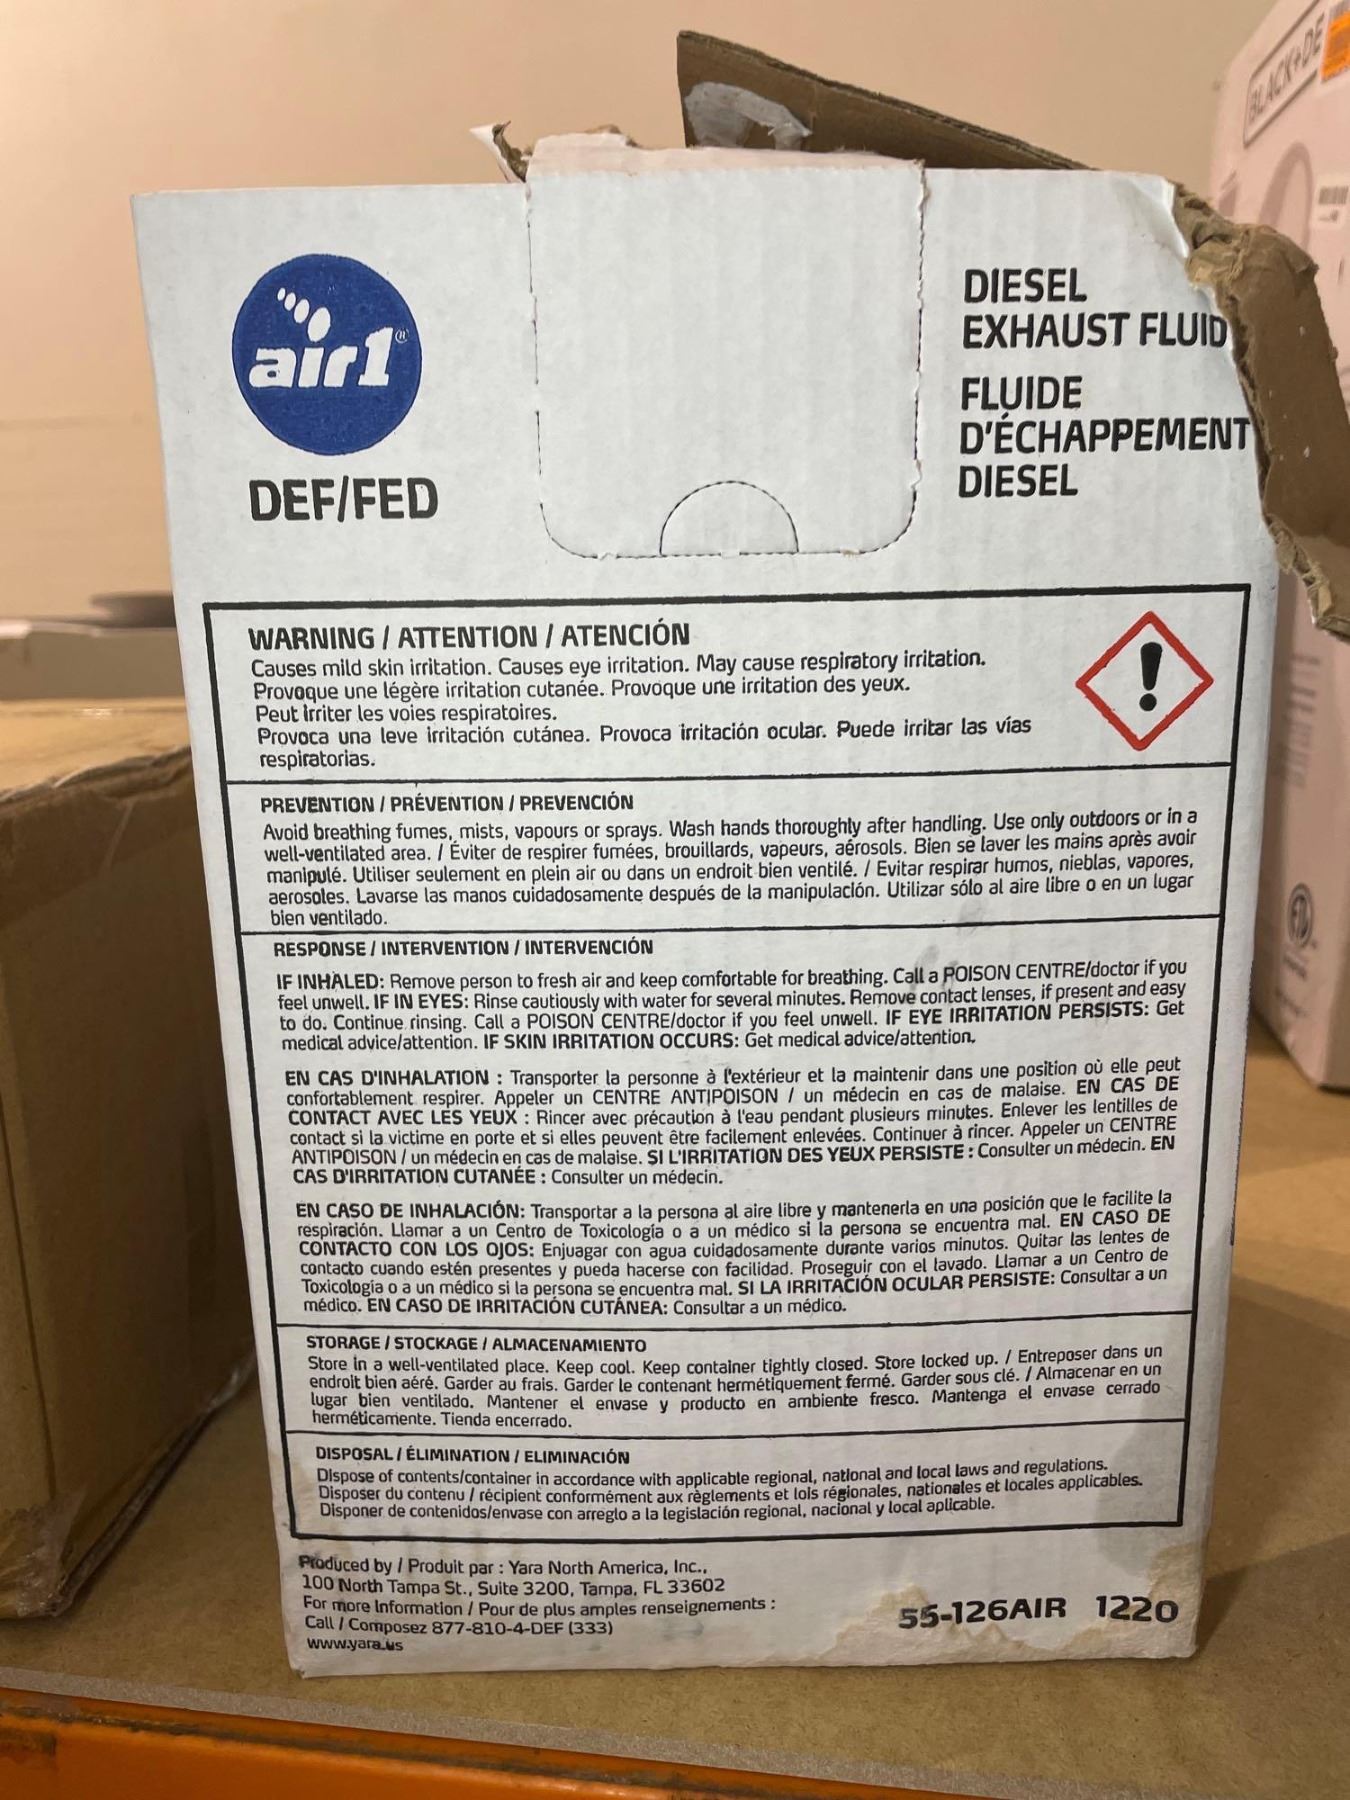 BLACK+DE
air1®
DEF/FED
DIESEL
EXHAUST FLUID
FLUIDE
D'ÉCHAPPEMENT
DIESEL
WARNING / ATTENTION / ATENCIÓN
Causes mild skin irritation. Causes eye irritation. May cause respiratory irritation.
Provoque une légère irritation cutanée. Provoque une irritation des yeux.
Peut irriter les voies respiratoires.
Provoca una leve irritación cutánea. Provoca irritación ocular. Puede irritar las vías
respiratorias.
PREVENTION / PRÉVENTION / PREVENCIÓN
Avoid breathing fumes, mists, vapours or sprays. Wash hands thoroughly after handling. Use only outdoors or in a
well-ventilated area. / Éviter de respirer fumées, brouillards, vapeurs, aérosols. Bien se laver les mains après avoir
manipulé. Utiliser seulement en plein air ou dans un endroit bien ventilé. / Evitar respirar humos, nieblas, vapores,
aerosoles. Lavarse las manos cuidadosamente después de la manipulación. Utilizar sólo al aire libre o en un lugar
bien ventilado.
RESPONSE / INTERVENTION / INTERVENCIÓN
IF INHALED: Remove person to fresh air and keep comfortable for breathing. Call a POISON CENTRE/doctor if you
feel unwell. IF IN EYES: Rinse cautiously with water for several minutes. Remove contact lenses, if present and easy
to do. Continue rinsing. Call a POISON CENTRE/doctor if you feel unwell. IF EYE IRRITATION PERSISTS: Get
medical advice/attention. IF SKIN IRRITATION OCCURS: Get medical advice/attention.
EN CAS D'INHALATION : Transporter la personne à l'extérieur et la maintenir dans une position où elle peut
confortablement respirer. Appeler un CENTRE ANTIPOISON / un médecin en cas de malaise. EN CAS DE
CONTACT AVEC LES YEUX : Rincer avec précaution à l'eau pendant plusieurs minutes. Enlever les lentilles de
contact si la victime en porte et si elles peuvent être facilement enlevées. Continuer à rincer. Appeler un CENTRE
ANTIPOISON / un médecin en cas de malaise. SI L'IRRITATION DES YEUX PERSISTE : Consulter un médecin. EN
CAS D'IRRITATION CUTANÉE : Consulter un médecin.
EN CASO DE INHALACIÓN: Transportar a la persona al aire libre y mantenerla en una posición que le facilite la
respiración. Llamar a un Centro de Toxicología o a un médico si la persona se encuentra mal. EN CASO DE
CONTACTO CON LOS OJOS: Enjuagar con agua cuidadosamente durante varios minutos. Quitar las lentes de
contacto cuando estén presentes y pueda hacerse con facilidad. Proseguir con el lavado. Llamar a un Centro de
Toxicología o a un médico si la persona se encuentra mal. SI LA IRRITACIÓN OCULAR PERSISTE: Consultar a un
médico. EN CASO DE IRRITACIÓN CUTÁNEA: Consultar a un médico.
STORAGE / STOCKAGE / ALMACENAMIENTO
Store in a well-ventilated place. Keep cool. Keep container tightly closed. Store locked up. / Entreposer dans un
endroit bien aéré. Garder au frais. Garder le contenant hermétiquement fermé. Garder sous clé. / Almacenar en un
lugar bien ventilado. Mantener el envase y producto en ambiente fresco. Mantenga el envase cerrado
herméticamente. Tienda encerrado.
DISPOSAL / ÉLIMINATION / ELIMINACIÓN
Dispose of contents/container in accordance with applicable regional, national and local laws and regulations.
Disposer du contenu / récipient conformément aux règlements et lois régionales, nationales et locales applicables.
Disponer de contenidos/envase con arreglo a la legislación regional, nacional y local aplicable.
Produced by / Produit par : Yara North America, Inc.,
100 North Tampa St., Suite 3200, Tampa, FL 33602
For more Information / Pour de plus amples renseignements :
Call / Composez 877-810-4-DEF (333)
www.yara.us
55-126AIR 1220